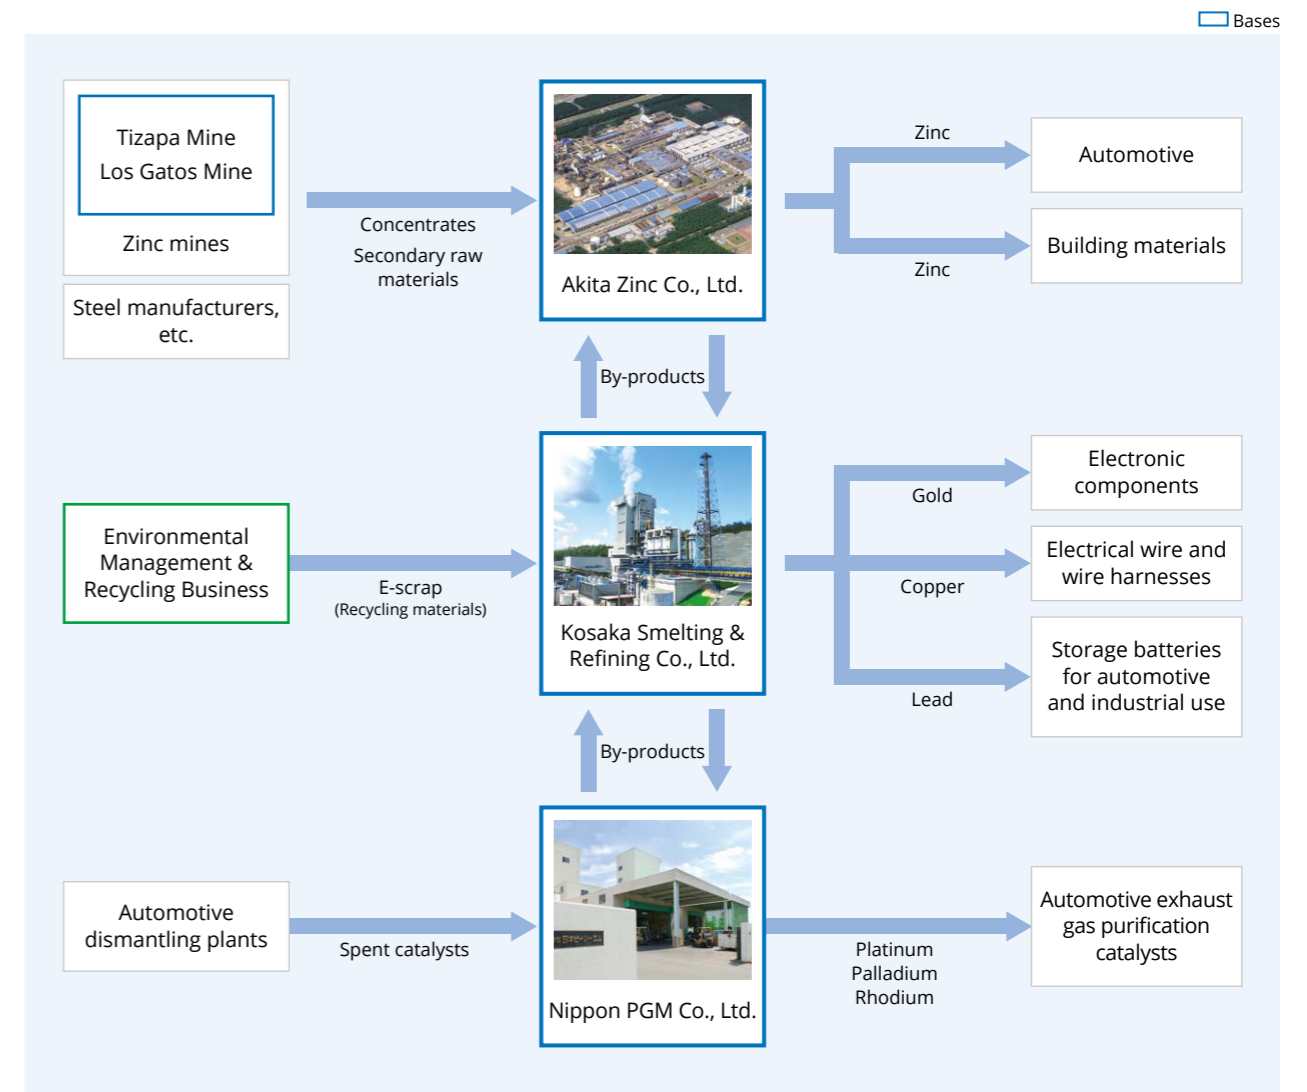 Bases
Tizapa Mine
Los Gatos Mine
Zinc mines
Steel manufacturers,
etc.
Concentrates
Secondary raw
materials
Akita Zinc Co., Ltd.
Zinc
Automotive
Building materials
Zinc
By-products
Environmental
Management &
Recycling Business
E-scrap
(Recycling materials)
Kosaka Smelting &
Refining Co., Ltd.
Gold
Electronic
components
Copper
Electrical wire and
wire harnesses
Lead
Storage batteries
for automotive
and industrial use
By-products
Automotive
dismantling plants
Spent catalysts
Nippon PGM Co., Ltd.
Platinum
Palladium
Rhodium
Automotive exhaust
gas purification
catalysts